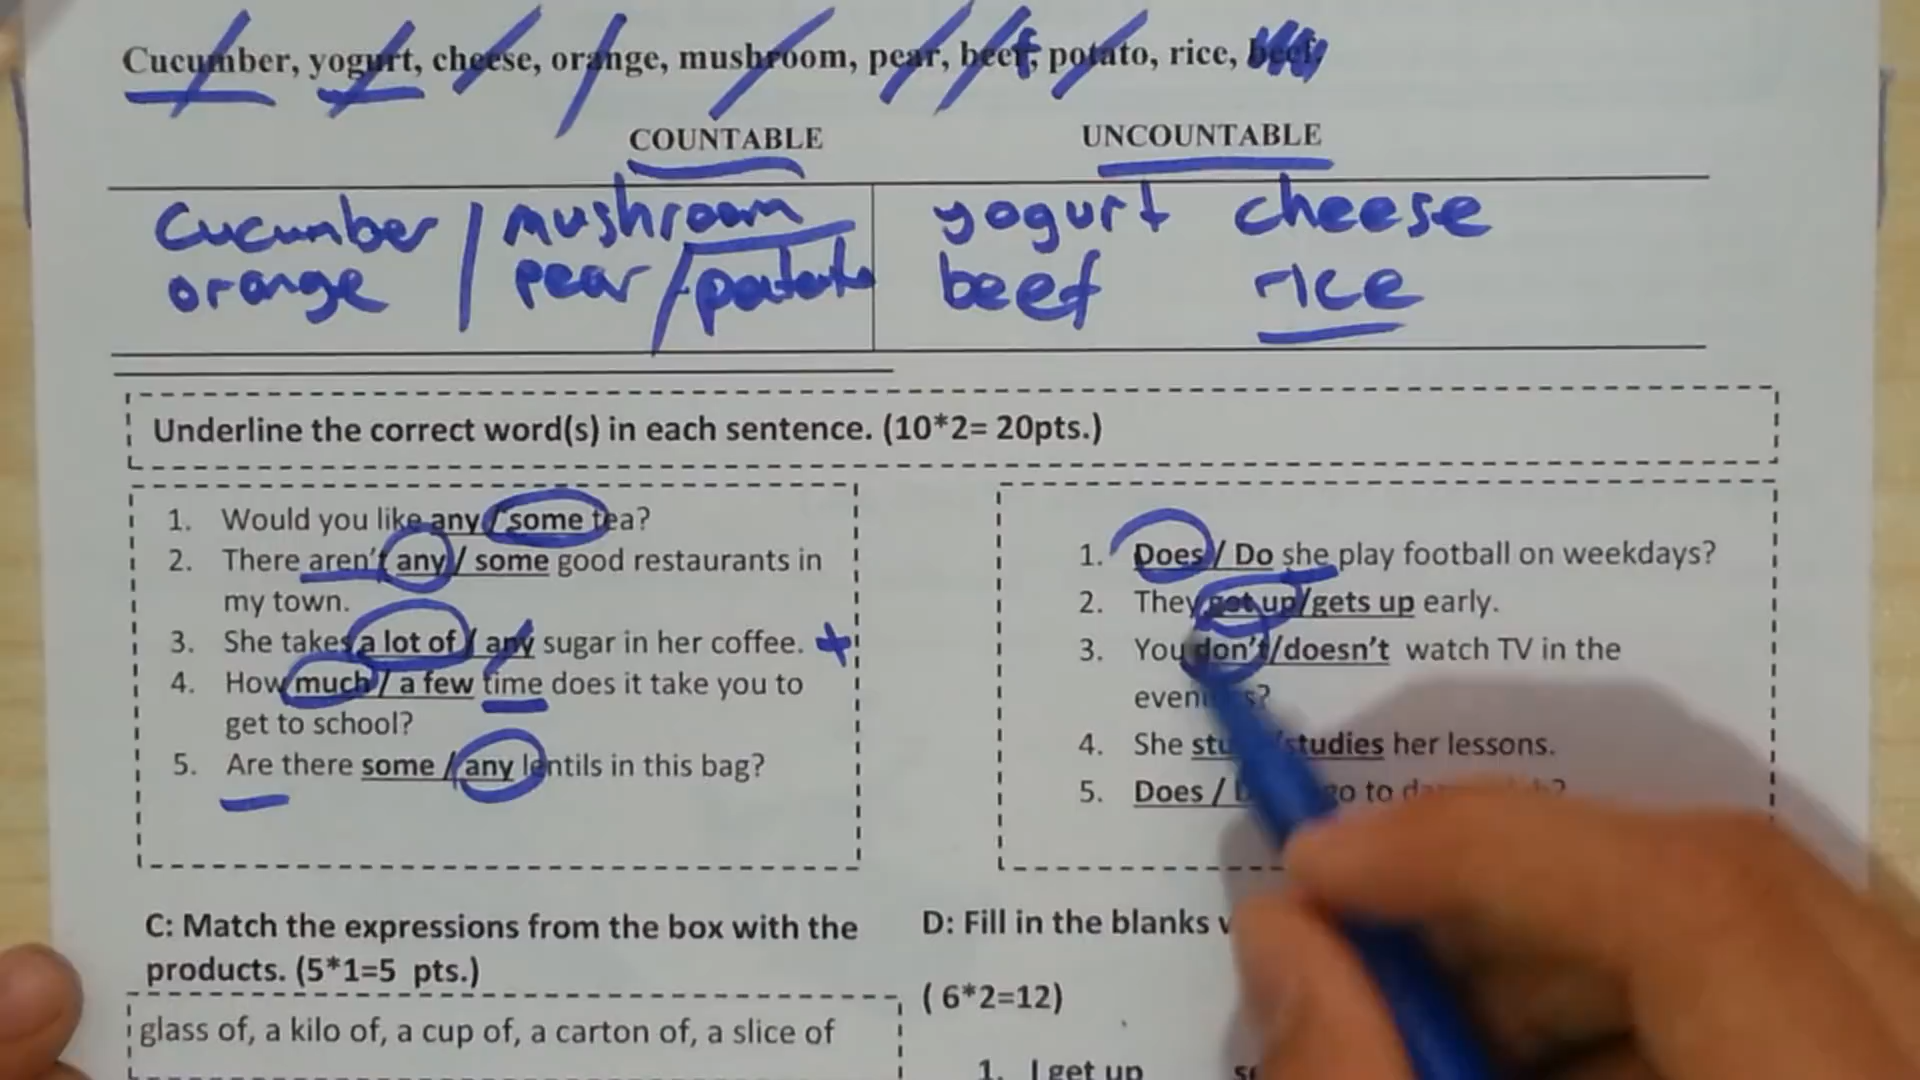 Cucumber, yogurt, cheese, orange, mushroom, pear, beef, potato, rice, beef.
COUNTABLE UNCOUNTABLE
cucumber / mushroom yogurt cheese
orange / pear / potato beef rice
Underline the correct word(s) in each sentence. (10*2= 20pts.)
1. Would you like any / some tea?
2. There aren't any / some good restaurants in
my town.
3. She takes a lot of / any sugar in her coffee. +
4. How much / a few time does it take you to
get to school?
5. Are there some / any lentils in this bag?
1. Does / Do she play football on weekdays?
2. They get up/gets up early.
3. You don't/doesn't watch TV in the
4. She /studies her lessons.
5. Does / go to
C: Match the expressions from the box with the
products. (5*1=5 pts.)
glass of, a kilo of, a cup of, a carton of, a slice of
D: Fill in the blanks
( 6*2=12)
1. I get up